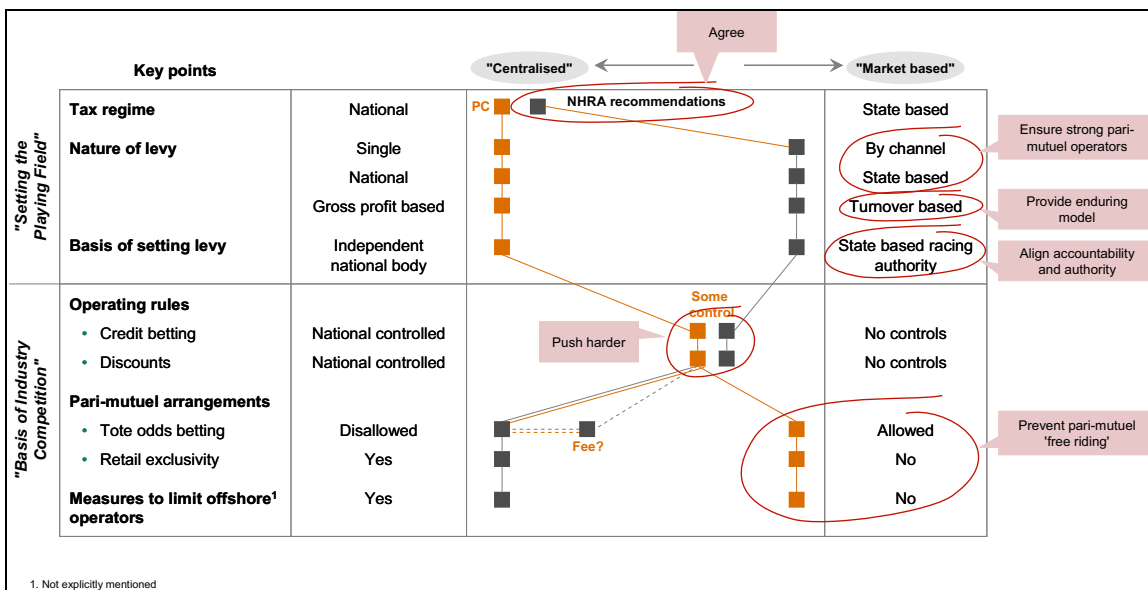 Agree
Key points
"Centralised"
"Market based"
"Setting the
Playing Field"
Tax regime
National
PC
NHRA recommendations
State based
Nature of levy
Single
By channel
National
State based
Gross profit based
Turnover based
Basis of setting levy
Independent
national body
State based racing
authority
Ensure strong pari-
mutuel operators
Provide enduring
model
Align accountability
and authority
"Basis of Industry
Competition"
Operating rules
Some
control
• Credit betting
National controlled
No controls
• Discounts
National controlled
No controls
Push harder
Pari-mutuel arrangements
• Tote odds betting
Disallowed
Fee?
Allowed
• Retail exclusivity
Yes
No
Measures to limit offshore1
operators
Yes
No
Prevent pari-mutuel
'free riding'
1. Not explicitly mentioned